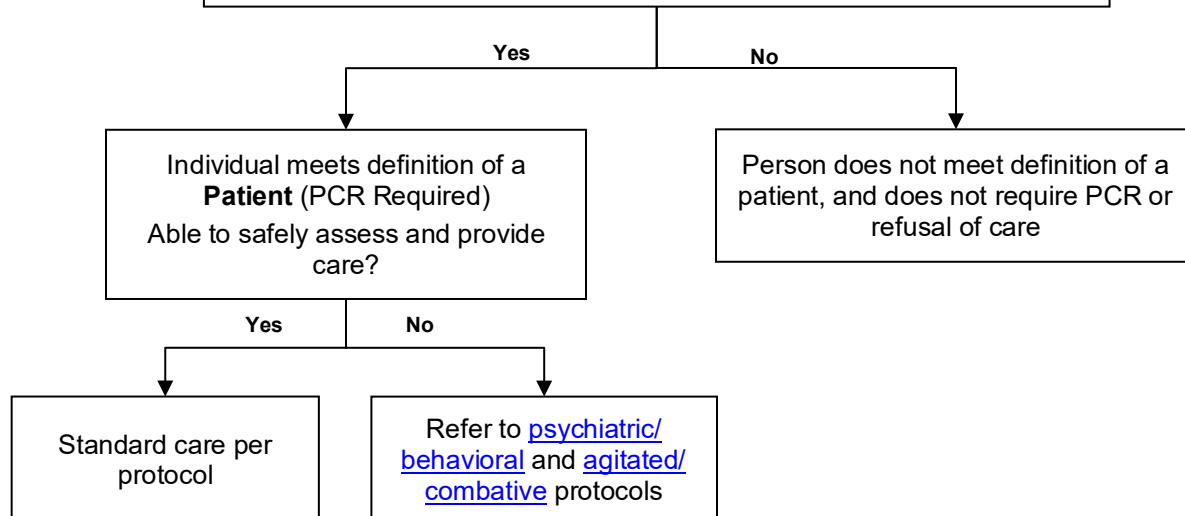 Yes
No
Individual meets definition of a
Patient (PCR Required)
Able to safely assess and provide
care?
Person does not meet definition of a
patient, and does not require PCR or
refusal of care
Yes
No
Standard care per
protocol
Refer to psychiatric/
behavioral and agitated/
combative protocols